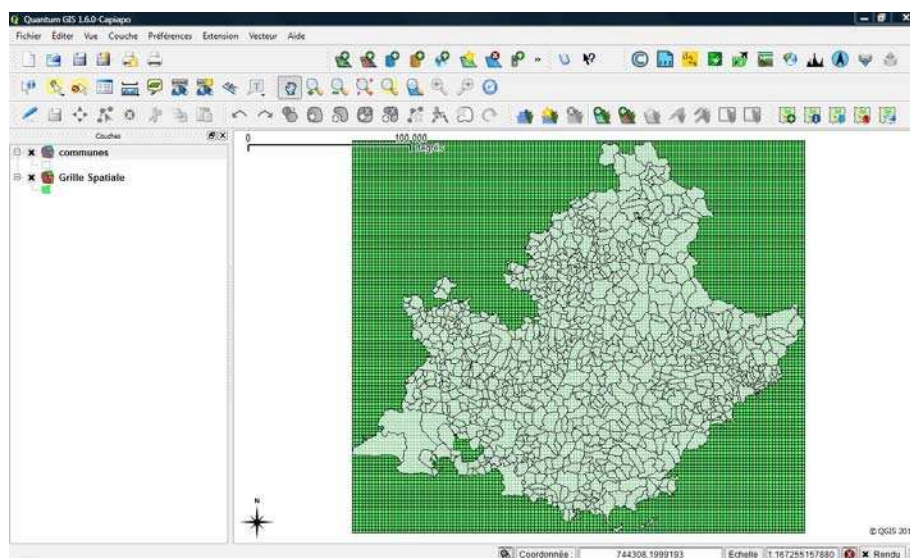 Quantum GIS 1.6.0-Capiapo
Fichier Éditer Vue Couche Préférences Extension Vecteur Aide
Couches
communes
Grille Spatiale
0 100,000
degrés
N
© QGIS 201
Coordonnée : 744308,1999193 Echelle 1:167255157880 Rendu